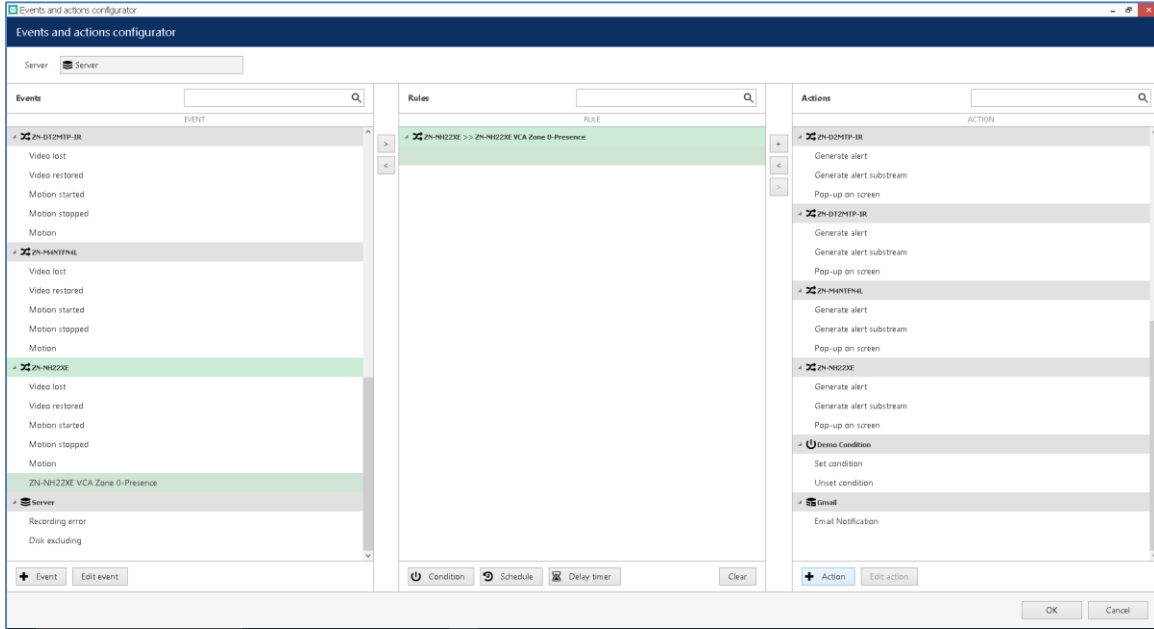 Events and actions configurator
Events and actions configurator
Server Server
Events
EVENT
ZN-DT2MTP-IR
Video lost
Video restored
Motion started
Motion stopped
Motion
ZN-M4NTFN4L
Video lost
Video restored
Motion started
Motion stopped
Motion
ZN-NH22XE
Video lost
Video restored
Motion started
Motion stopped
Motion
ZN-NH22XE VCA Zone 0-Presence
Server
Recording error
Disk excluding
+ Event Edit event
>
<
Rules
RULE
ZN-NH22XE >> ZN-NH22XE VCA Zone 0-Presence
Condition Schedule Delay timer Clear
+
<
>
Actions
ACTION
ZN-D2MTP-IR
Generate alert
Generate alert substream
Pop-up on screen
ZN-DT2MTP-IR
Generate alert
Generate alert substream
Pop-up on screen
ZN-M4NTFN4L
Generate alert
Generate alert substream
Pop-up on screen
ZN-NH22XE
Generate alert
Generate alert substream
Pop-up on screen
Demo Condition
Set condition
Unset condition
Gmail
Email Notification
+ Action Edit action
OK Cancel